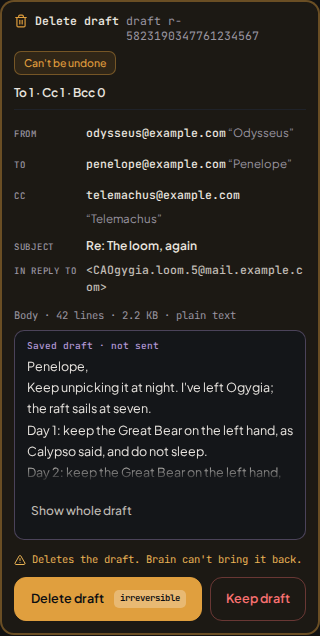 Delete draft draft r-
5823190347761234567
Can't be undone
To 1 · Cc 1 · Bcc 0
FROM odysseus@example.com “Odysseus”
TO penelope@example.com “Penelope”
CC telemachus@example.com
“Telemachus”
SUBJECT Re: The loom, again
IN REPLY TO <CAOgygia.loom.5@mail.example.c
om>
Body · 42 lines · 2.2 KB · plain text
Saved draft · not sent
Penelope,
Keep unpicking it at night. I've left Ogygia;
the raft sails at seven.
Day 1: keep the Great Bear on the left hand, as
Calypso said, and do not sleep.
Day 2: keep the Great Bear on the left hand,
Show whole draft
Deletes the draft. Brain can't bring it back.
Delete draft irreversible Keep draft